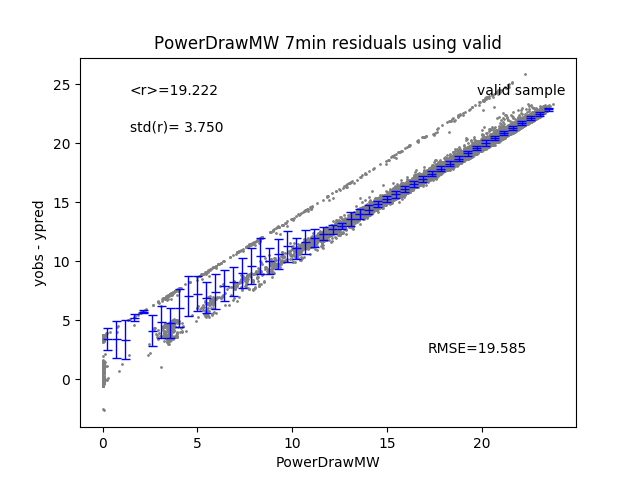 PowerDrawMW 7min residuals using valid
<r>=19.222
valid sample
std(r)= 3.750
RMSE=19.585
yobs - ypred
25
20
15
10
5
0
0 5 10 15 20
PowerDrawMW